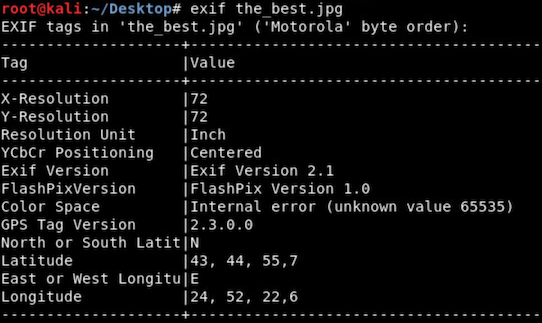 root@kali:~/Desktop# exif the_best.jpg
EXIF tags in 'the_best.jpg' ('Motorola' byte order):
--------------------+----------------------------------------
Tag                 |Value
--------------------+----------------------------------------
X-Resolution        |72
Y-Resolution        |72
Resolution Unit     |Inch
YCbCr Positioning   |Centered
Exif Version        |Exif Version 2.1
FlashPixVersion     |FlashPix Version 1.0
Color Space         |Internal error (unknown value 65535)
GPS Tag Version     |2.3.0.0
North or South Latit|N
Latitude            |43, 44, 55,7
East or West Longitu|E
Longitude           |24, 52, 22,6
--------------------+----------------------------------------